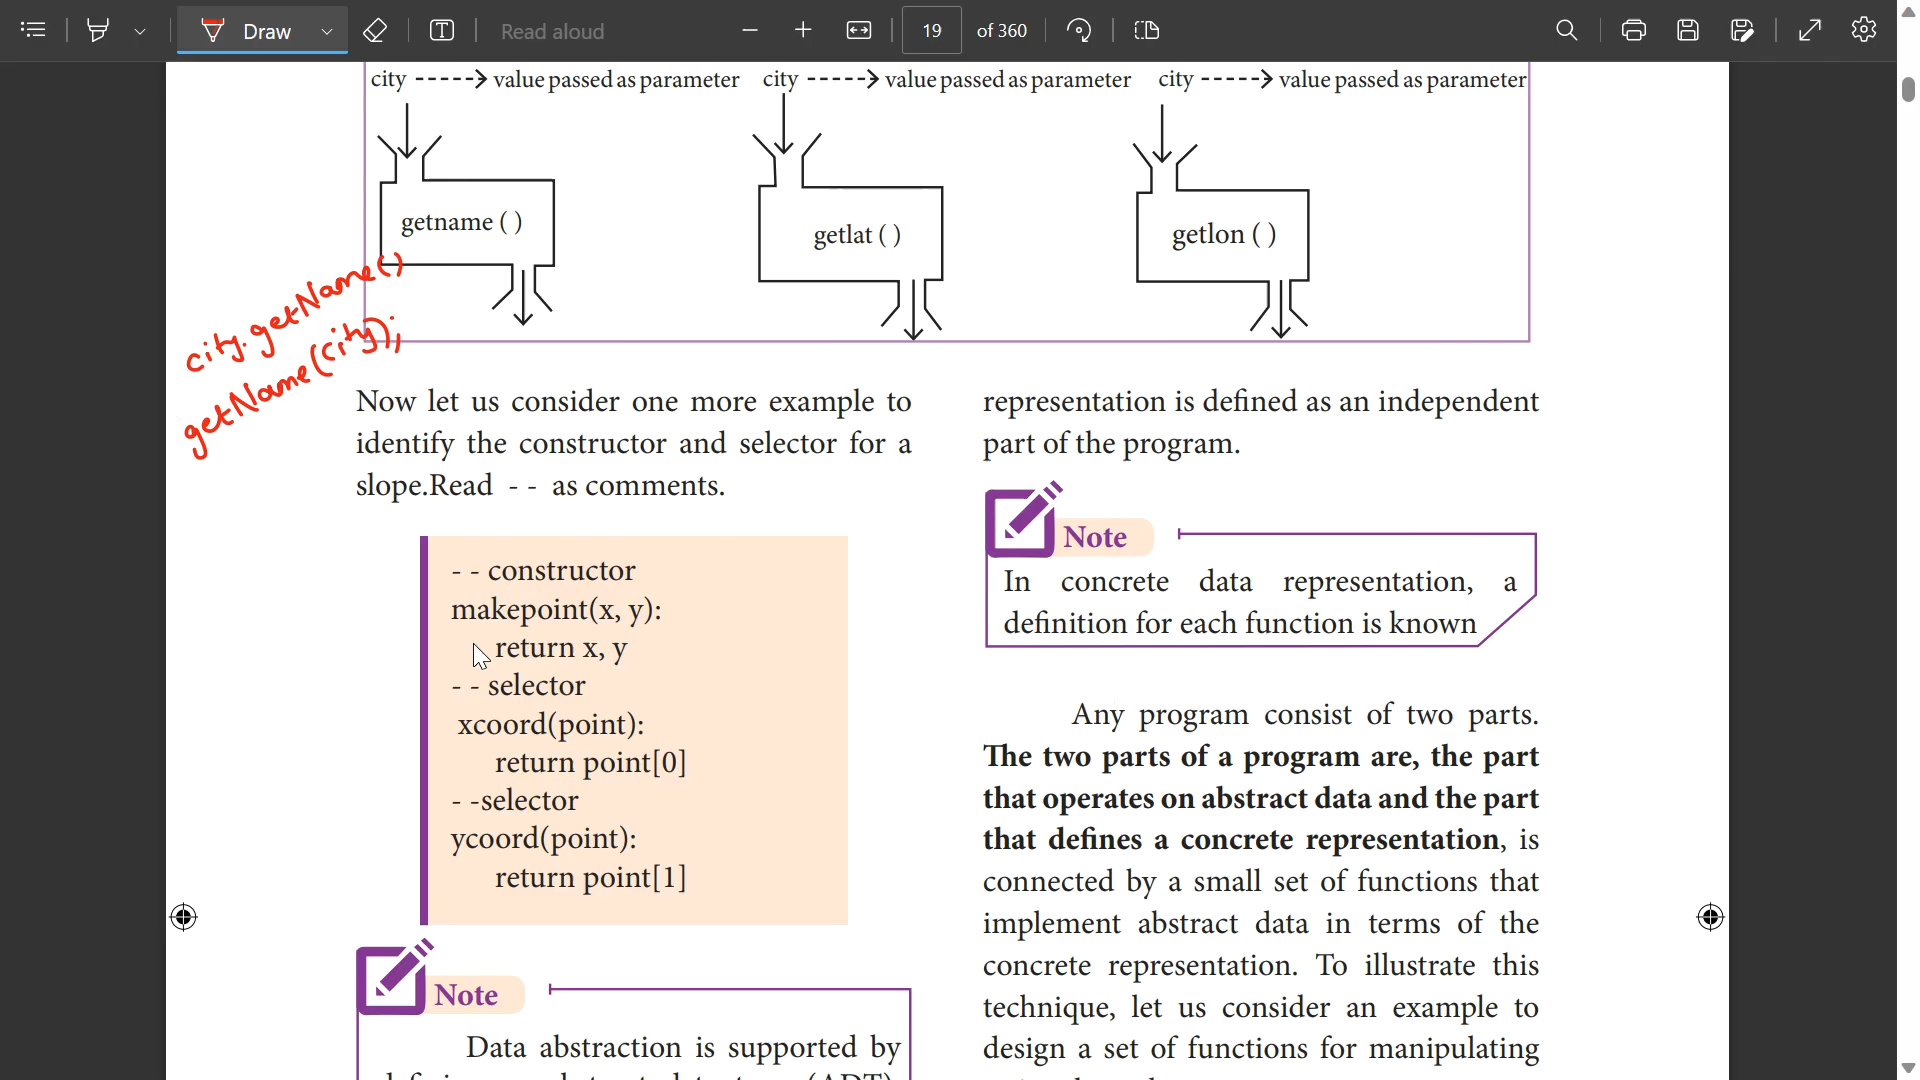 Draw
Read aloud
19 of 360
city value passed as parameter city value passed as parameter city value passed as parameter
getname ( )
getlat ( )
getlon ( )
city.getName()
getName(city);
Now let us consider one more example to
identify the constructor and selector for a
slope.Read - - as comments.
- - constructor
makepoint(x, y):
return x, y
- - selector
xcoord(point):
return point[0]
- -selector
ycoord(point):
return point[1]
Note
Data abstraction is supported by
representation is defined as an independent
part of the program.
Note
In concrete data representation, a
definition for each function is known
Any program consist of two parts.
The two parts of a program are, the part
that operates on abstract data and the part
that defines a concrete representation, is
connected by a small set of functions that
implement abstract data in terms of the
concrete representation. To illustrate this
technique, let us consider an example to
design a set of functions for manipulating